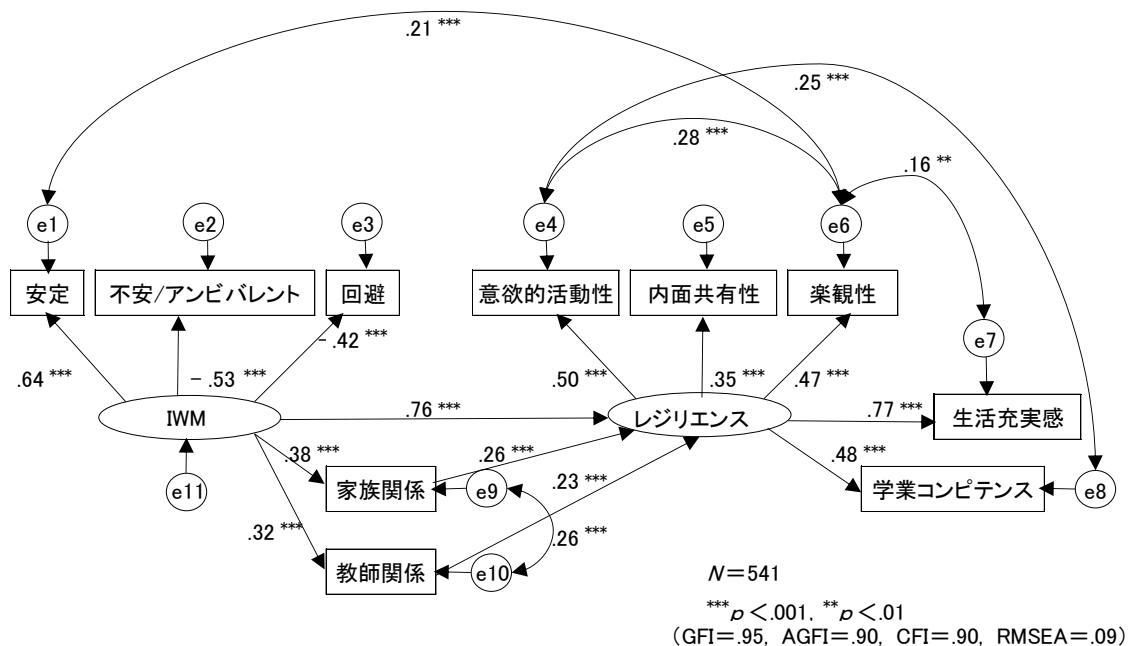 .21 ***
.25 ***
.28 ***
.16 **
e1
e2
e3
e4
e5
e6
安定
不安/アンビバレント
回避
意欲的活動性
内面共有性
楽観性
e7
.64 ***
－.53 ***
－.42 ***
.50 ***
.35 ***
.47 ***
IWM
.76 ***
レジリエンス
.77 ***
生活充実感
e11
.38 ***
.26 ***
.48 ***
家族関係
e9
.23 ***
学業コンピテンス
e8
.32 ***
.26 ***
教師関係
e10
N＝541
***p＜.001, **p＜.01
(GFI＝.95, AGFI＝.90, CFI＝.90, RMSEA＝.09)